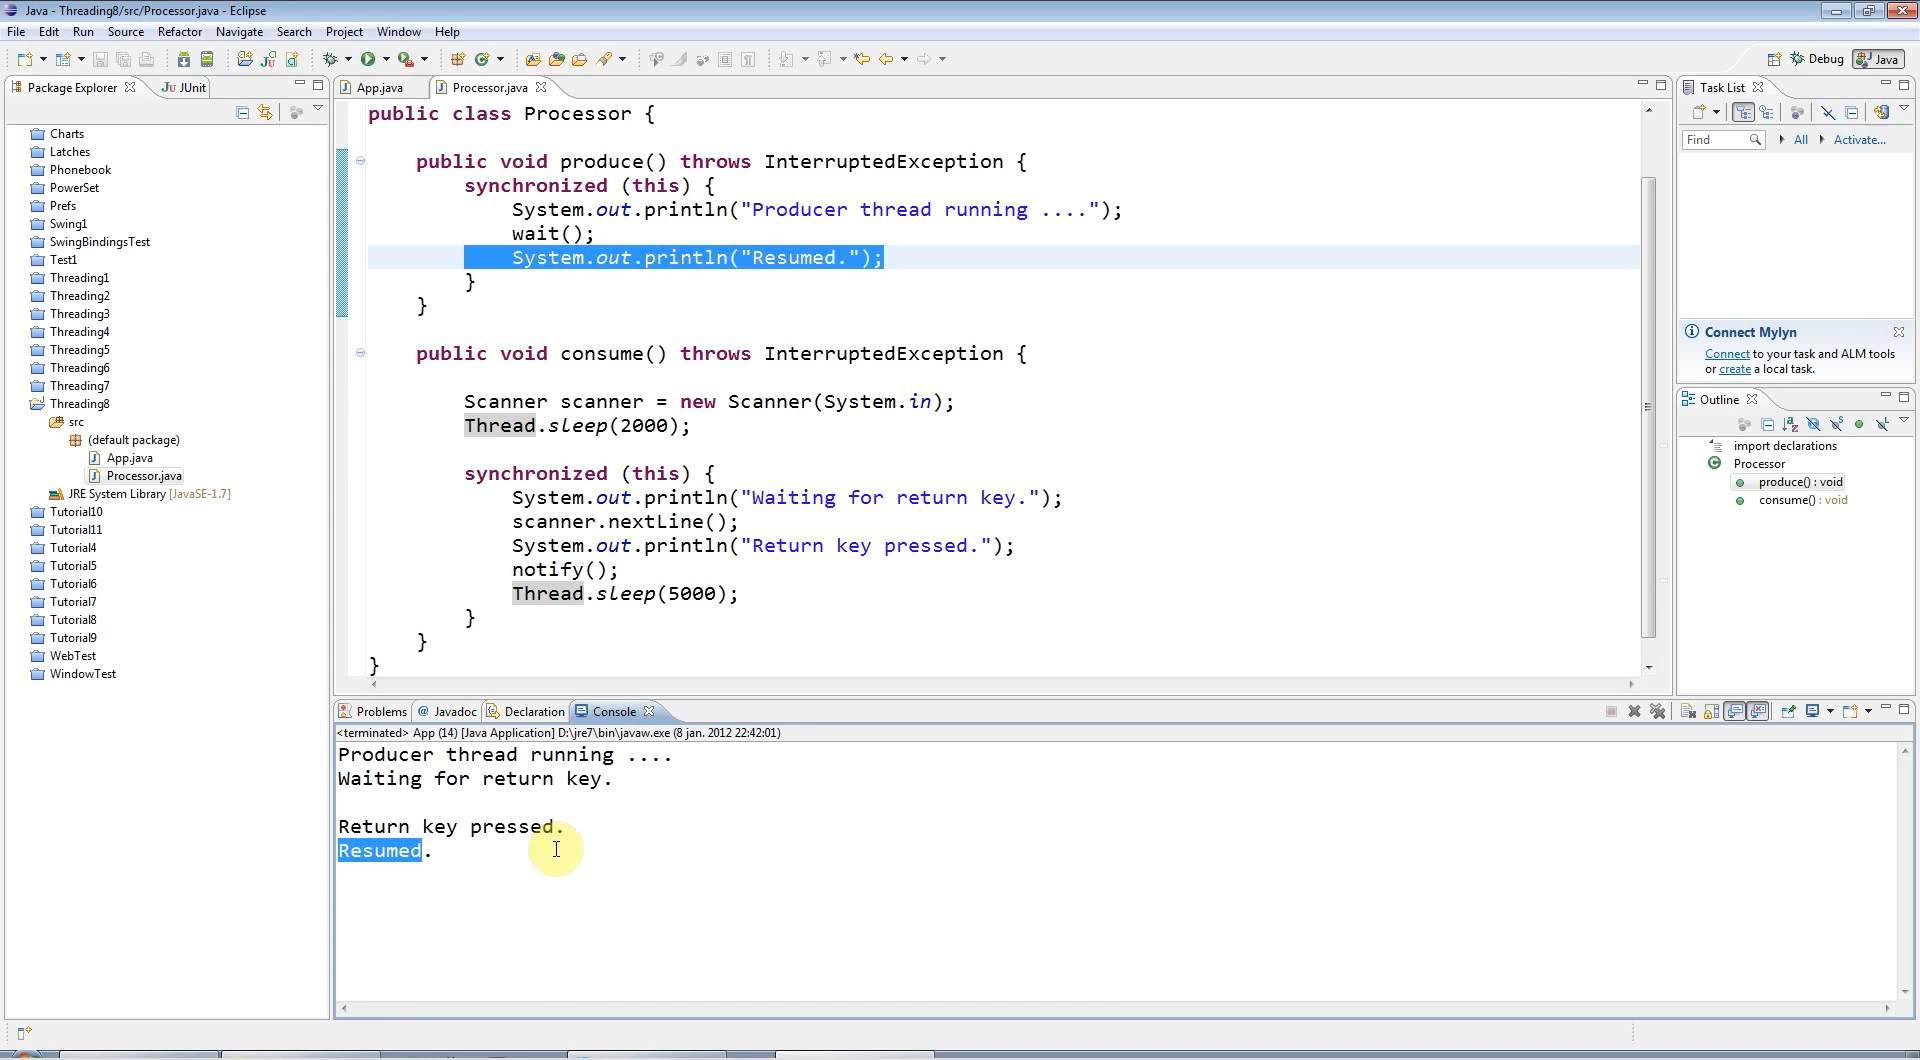 Java - Threading8/src/Processor.java - Eclipse
File Edit Run Source Refactor Navigate Search Project Window Help
Debug Java
Package Explorer JUnit
Charts
Latches
Phonebook
PowerSet
Prefs
Swing1
SwingBindingsTest
Test1
Threading1
Threading2
Threading3
Threading4
Threading5
Threading6
Threading7
Threading8
src
(default package)
App.java
Processor.java
JRE System Library [JavaSE-1.7]
Tutorial10
Tutorial11
Tutorial4
Tutorial5
Tutorial6
Tutorial7
Tutorial8
Tutorial9
WebTest
WindowTest
App.java Processor.java
public class Processor {
public void produce() throws InterruptedException {
synchronized (this) {
System.out.println("Producer thread running ....");
wait();
System.out.println("Resumed.");
}
}
public void consume() throws InterruptedException {
Scanner scanner = new Scanner(System.in);
Thread.sleep(2000);
synchronized (this) {
System.out.println("Waiting for return key.");
scanner.nextLine();
System.out.println("Return key pressed.");
notify();
Thread.sleep(5000);
}
}
}
Task List
Find All Activate...
Connect Mylyn
Connect to your task and ALM tools
or create a local task.
Outline
import declarations
Processor
produce() : void
consume() : void
Problems @ Javadoc Declaration Console
<terminated> App (14) [Java Application] D:\jre7\bin\javaw.exe (8 jan. 2012 22:42:01)
Producer thread running ....
Waiting for return key.
Return key pressed.
Resumed.